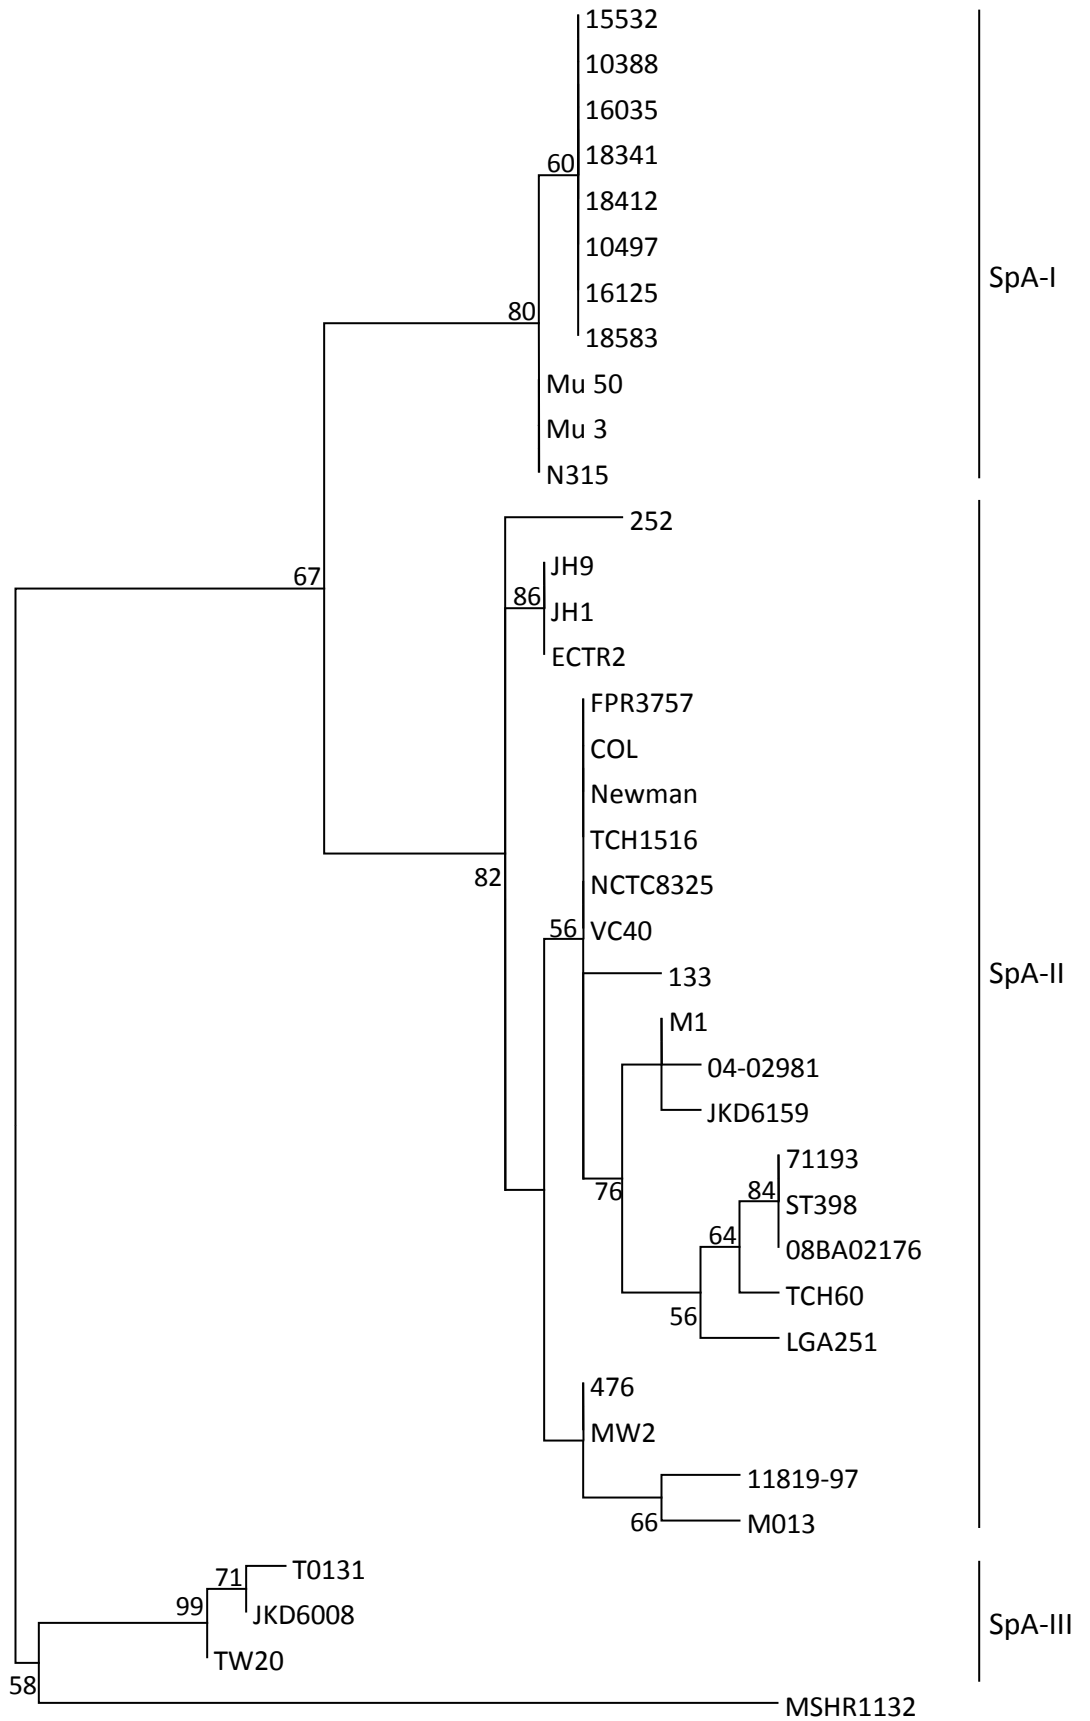 15532
10388
16035
60
18341
18412
10497
SpA-I
16125
80
18583
Mu 50
Mu 3
N315
252
JH9
67
86
JH1
ECTR2
FPR3757
COL
Newman
TCH1516
82
NCTC8325
56
VC40
133
SpA-II
M1
04-02981
JKD6159
71193
76
84
ST398
64
08BA02176
TCH60
56
LGA251
476
MW2
11819-97
66
M013
T0131
71
99
JKD6008
SpA-III
TW20
58
MSHR1132